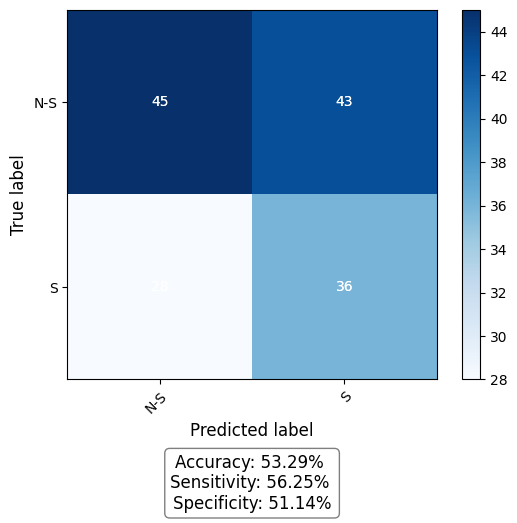 45 43
N-S
28 36
S
N-S S
True label
Predicted label
44
42
40
38
36
34
32
30
28
Accuracy: 53.29%
Sensitivity: 56.25%
Specificity: 51.14%